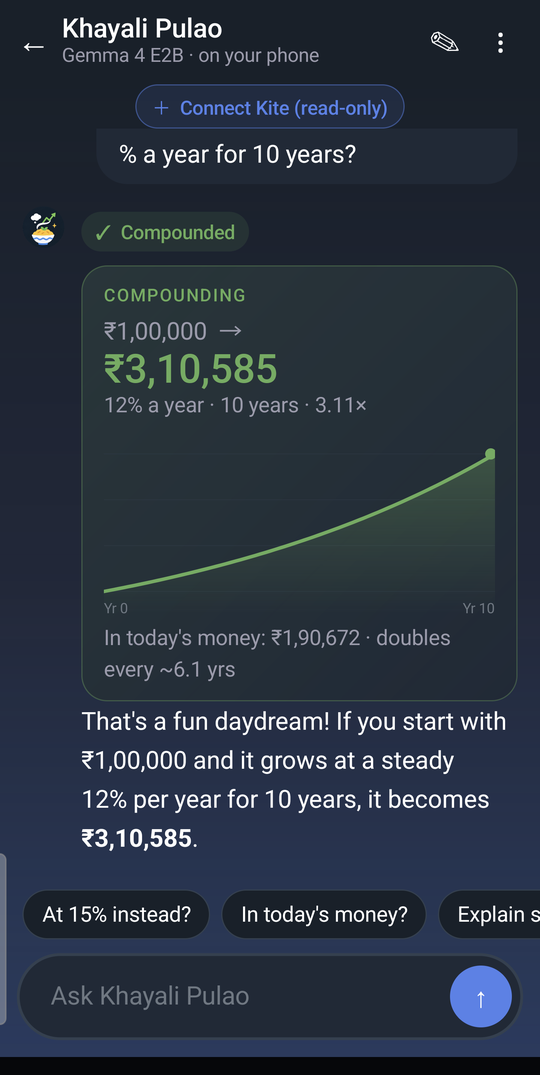 Khayali Pulao
Gemma 4 E2B · on your phone
+ Connect Kite (read-only)
% a year for 10 years?
✓ Compounded
COMPOUNDING
₹1,00,000 →
₹3,10,585
12% a year · 10 years · 3.11×
Yr 0
Yr 10
In today's money: ₹1,90,672 · doubles
every ~6.1 yrs
That's a fun daydream! If you start with
₹1,00,000 and it grows at a steady
12% per year for 10 years, it becomes
₹3,10,585.
At 15% instead?
In today's money?
Explain s
Ask Khayali Pulao